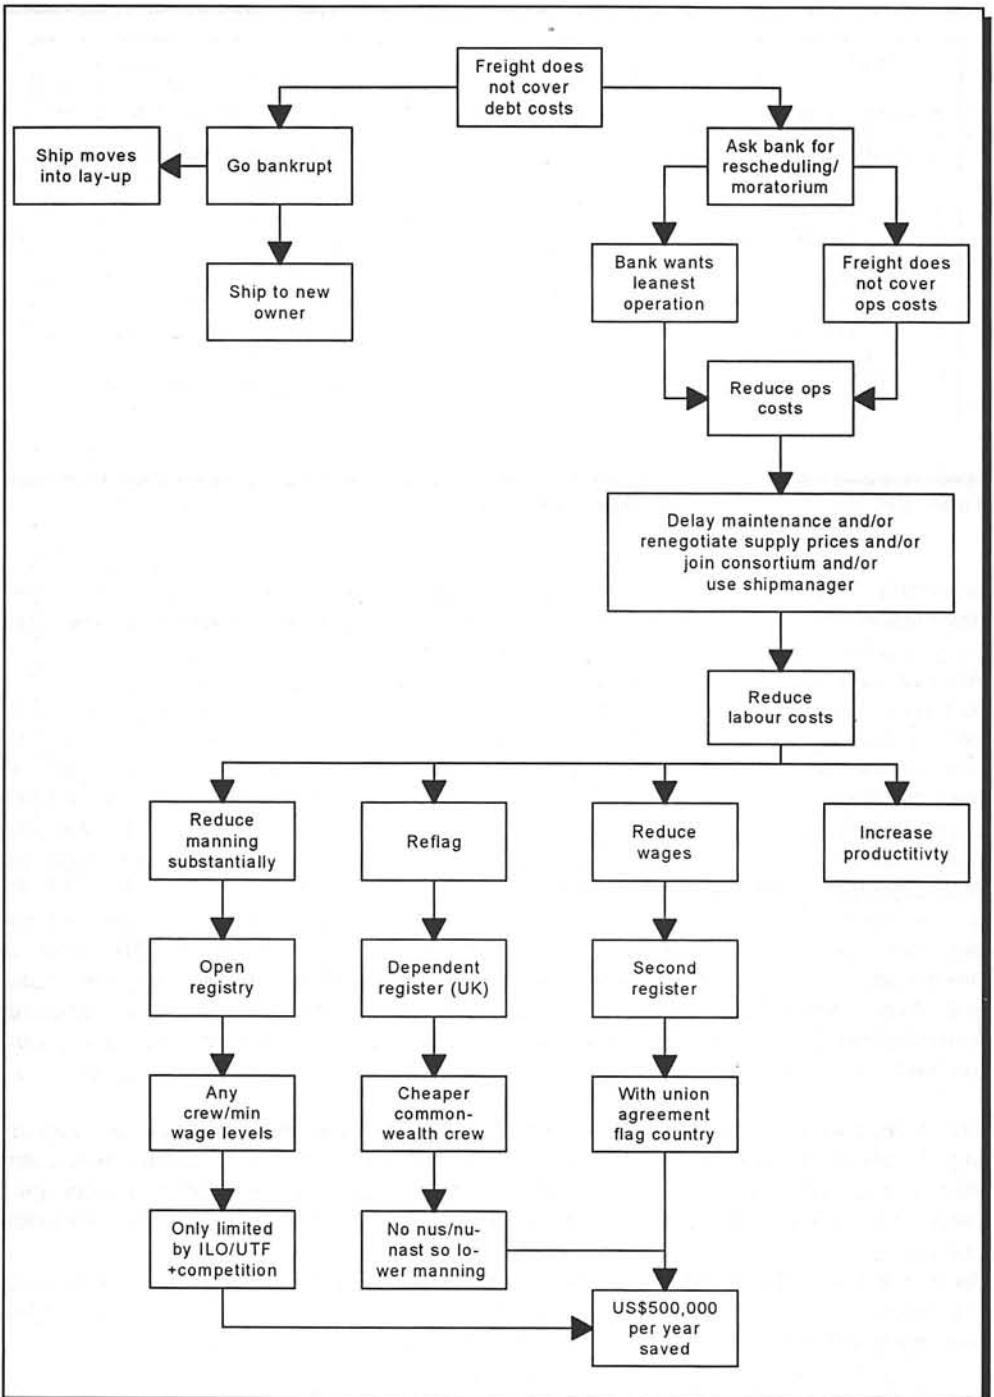 Freight does
not cover
debt costs
Ship moves
into lay-up
Go bankrupt
Ask bank for
rescheduling/
moratorium
Ship to new
owner
Bank wants
leanest
operation
Freight does
not cover
ops costs
Reduce ops
costs
Delay maintenance and/or
renegotiate supply prices and/or
join consortium and/or
use shipmanager
Reduce
labour costs
Reduce
manning
substantially
Reflag
Reduce
wages
Increase
productitivty
Open
registry
Dependent
register (UK)
Second
register
Any
crew/min
wage levels
Cheaper
common-
wealth crew
With union
agreement
flag country
Only limited
by ILO/UTF
+competition
No nus/nu-
nast so lo-
wer manning
US$500,000
per year
saved